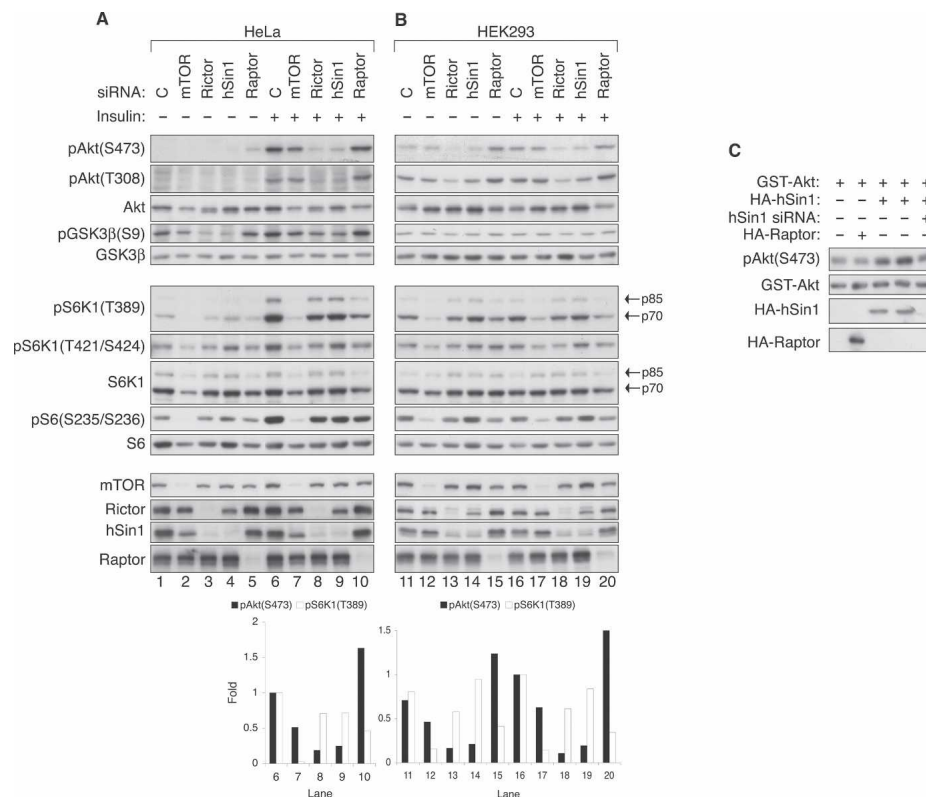 A
HeLa
siRNA: C mTOR Rictor hSin1 Raptor C mTOR Rictor hSin1 Raptor
Insulin: − − − − − + + + + +
pAkt(S473)
pAkt(T308)
Akt
pGSK3β(S9)
GSK3β
pS6K1(T389)
pS6K1(T421/S424)
S6K1
pS6(S235/S236)
S6
mTOR
Rictor
hSin1
Raptor
1 2 3 4 5 6 7 8 9 10
pAkt(S473) pS6K1(T389)
2
1.5
1
0.5
0
Fold
6 7 8 9 10
Lane
B
HEK293
C mTOR Rictor hSin1 Raptor C mTOR Rictor hSin1 Raptor
− − − − − + + + + +
←p85
←p70
←p85
←p70
11 12 13 14 15 16 17 18 19 20
pAkt(S473) pS6K1(T389)
1.5
1
0.5
0
11 12 13 14 15 16 17 18 19 20
Lane
C
GST-Akt: + + + +
HA-hSin1: − − + +
hSin1 siRNA: − − − −
HA-Raptor: − + − −
pAkt(S473)
GST-Akt
HA-hSin1
HA-Raptor